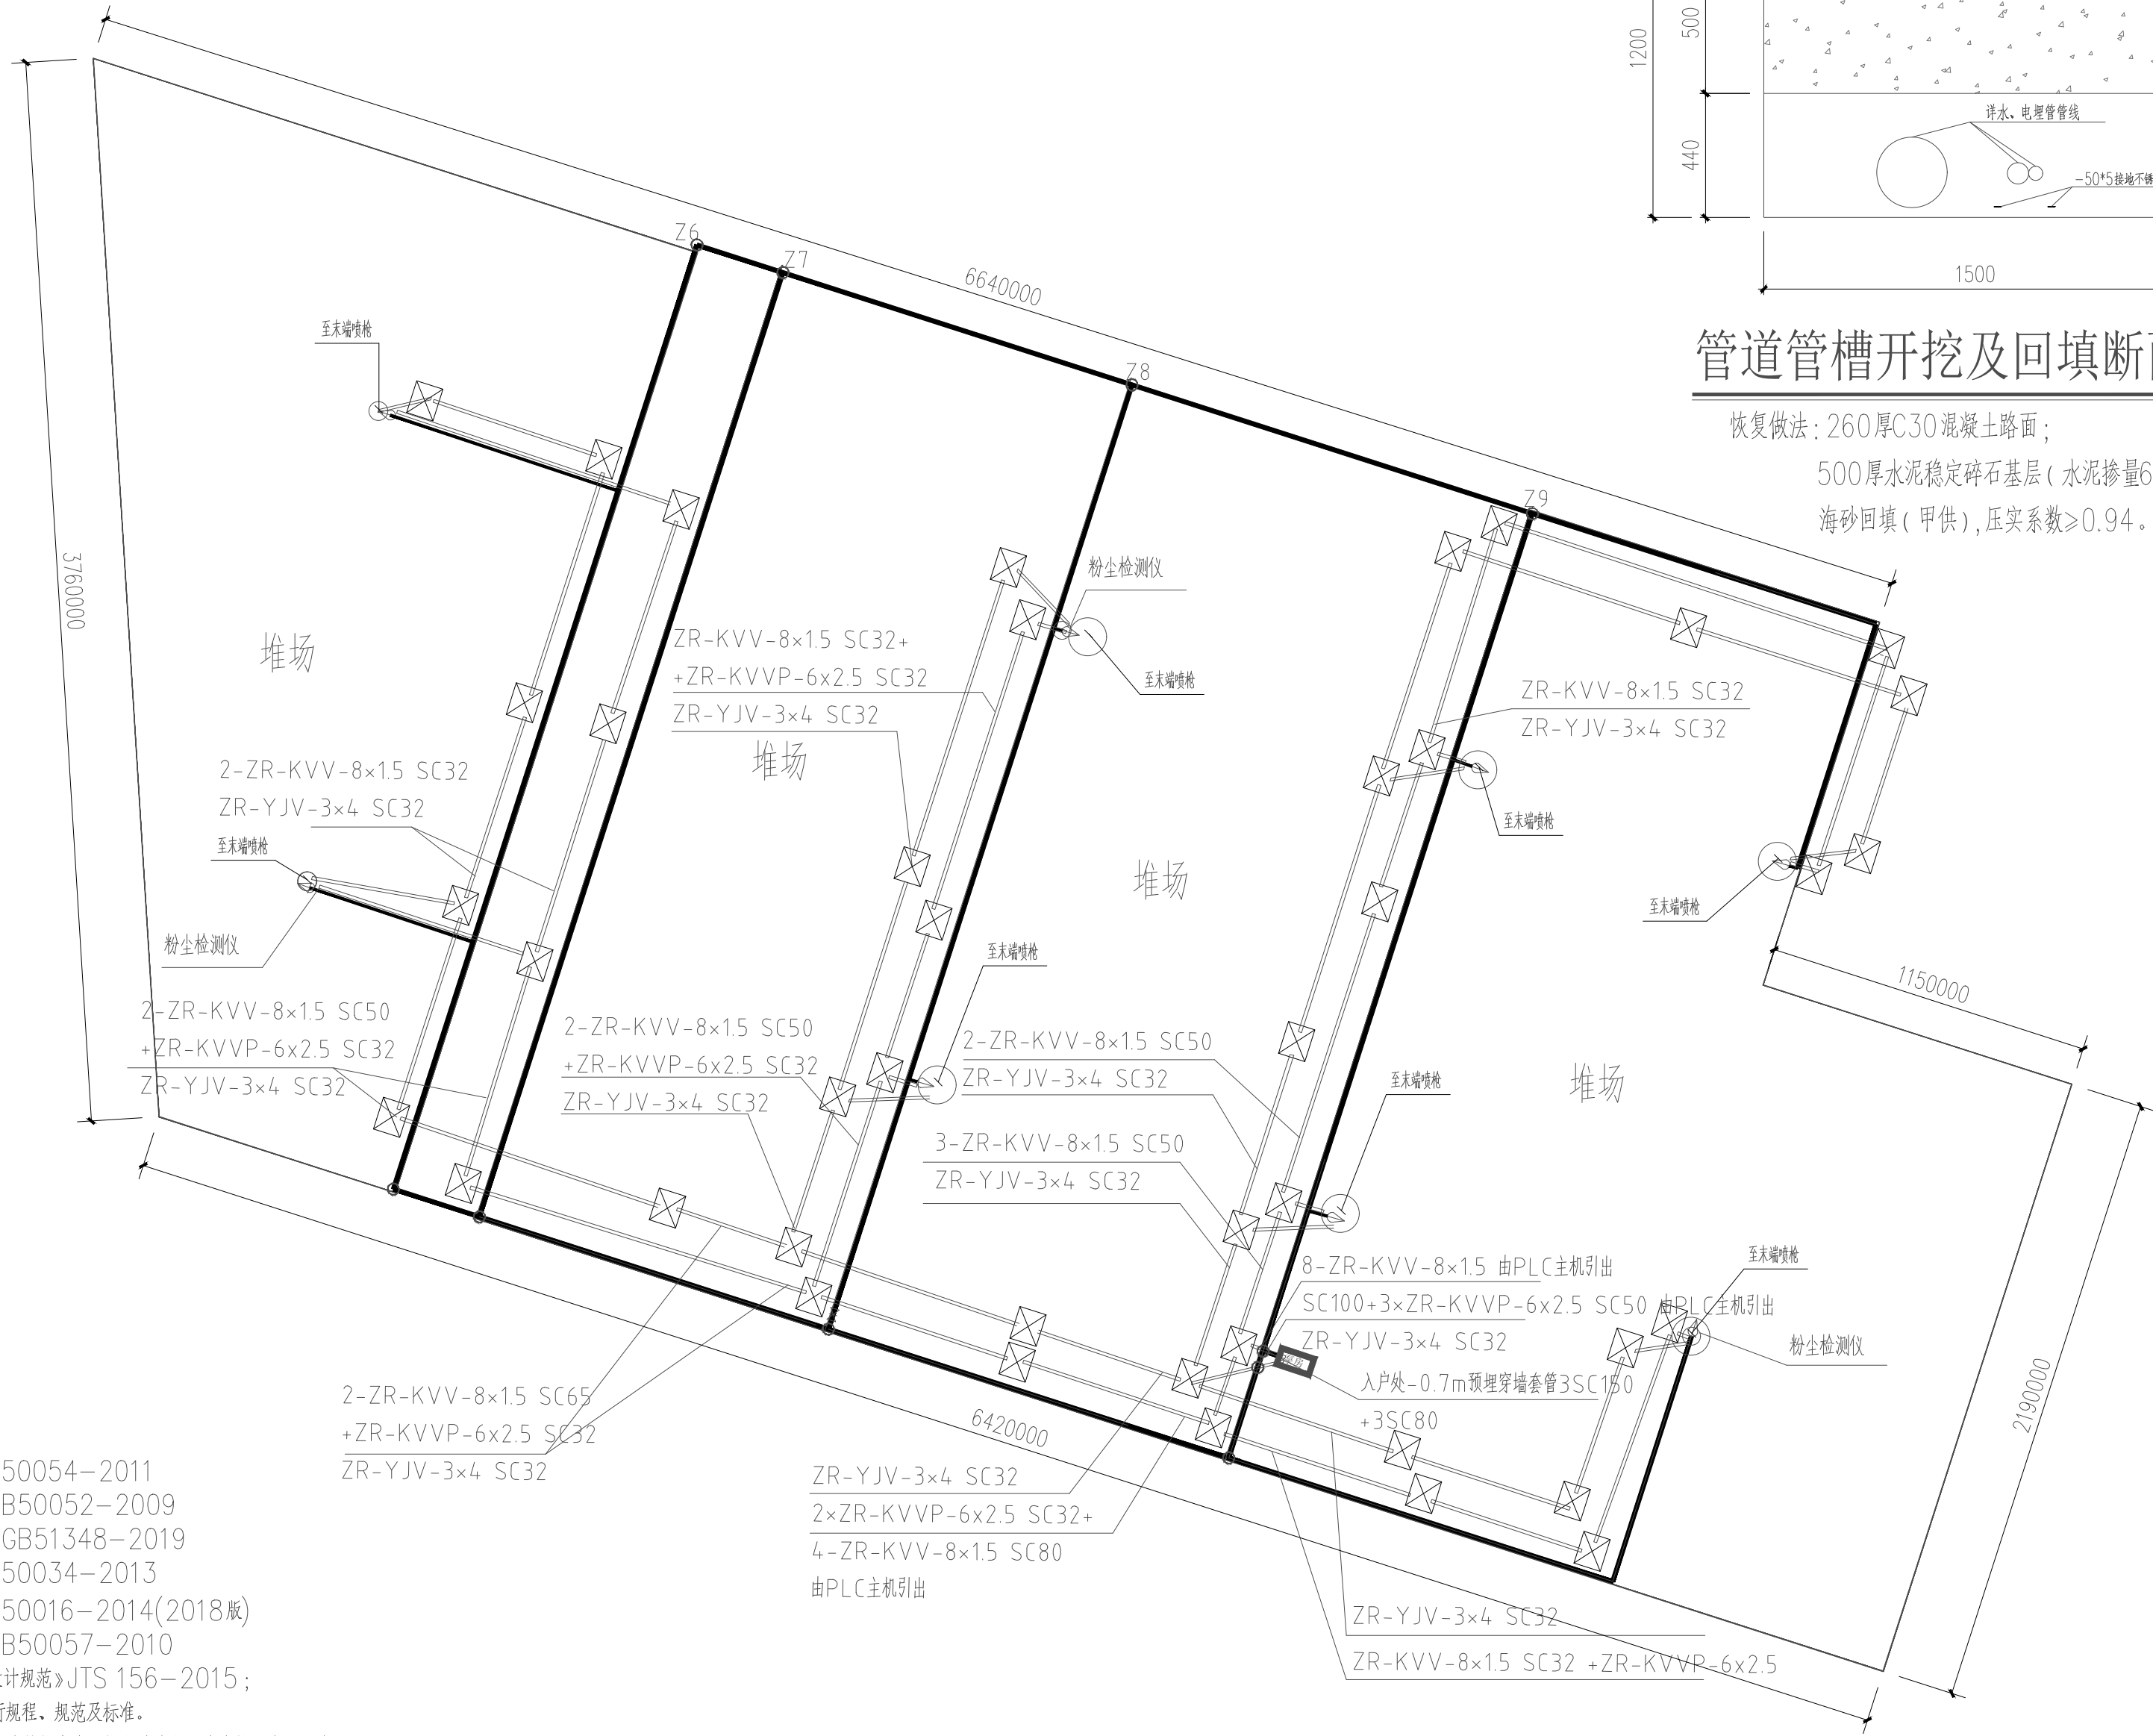 1200
500
440
详水、电埋管管线
-50*5接地不锈
1500
管道管槽开挖及回填断
恢复做法：260厚C30混凝土路面；
500厚水泥稳定碎石基层（水泥掺量6
海砂回填（甲供），压实系数≥0.94。
6640000
Z6
Z7
Z8
Z9
3760000
至末端喷枪
堆场
粉尘检测仪
至末端喷枪
ZR-KVV-8×1.5 SC32+
+ZR-KVVP-6x2.5 SC32
ZR-YJV-3×4 SC32
堆场
ZR-KVV-8×1.5 SC32
ZR-YJV-3×4 SC32
至末端喷枪
2-ZR-KVV-8×1.5 SC32
ZR-YJV-3×4 SC32
至末端喷枪
粉尘检测仪
堆场
至末端喷枪
至末端喷枪
1150000
2-ZR-KVV-8×1.5 SC50
+ZR-KVVP-6x2.5 SC32
ZR-YJV-3×4 SC32
2-ZR-KVV-8×1.5 SC50
+ZR-KVVP-6x2.5 SC32
ZR-YJV-3×4 SC32
2-ZR-KVV-8×1.5 SC50
ZR-YJV-3×4 SC32
至末端喷枪
堆场
3-ZR-KVV-8×1.5 SC50
ZR-YJV-3×4 SC32
8-ZR-KVV-8×1.5 由PLC主机引出
SC100+3×ZR-KVVP-6x2.5 SC50 由PLC主机引出
ZR-YJV-3×4 SC32
至末端喷枪
粉尘检测仪
入户处-0.7m预埋穿墙套管3SC150
+3SC80
2190000
6420000
2-ZR-KVV-8×1.5 SC65
+ZR-KVVP-6x2.5 SC32
ZR-YJV-3×4 SC32
ZR-YJV-3×4 SC32
2×ZR-KVVP-6x2.5 SC32+
4-ZR-KVV-8×1.5 SC80
由PLC主机引出
ZR-YJV-3×4 SC32
ZR-KVV-8×1.5 SC32 +ZR-KVVP-6x2.5
50054-2011
B50052-2009
GB51348-2019
50034-2013
50016-2014(2018版)
B50057-2010
计规范》JTS 156-2015；
行规程、规范及标准。